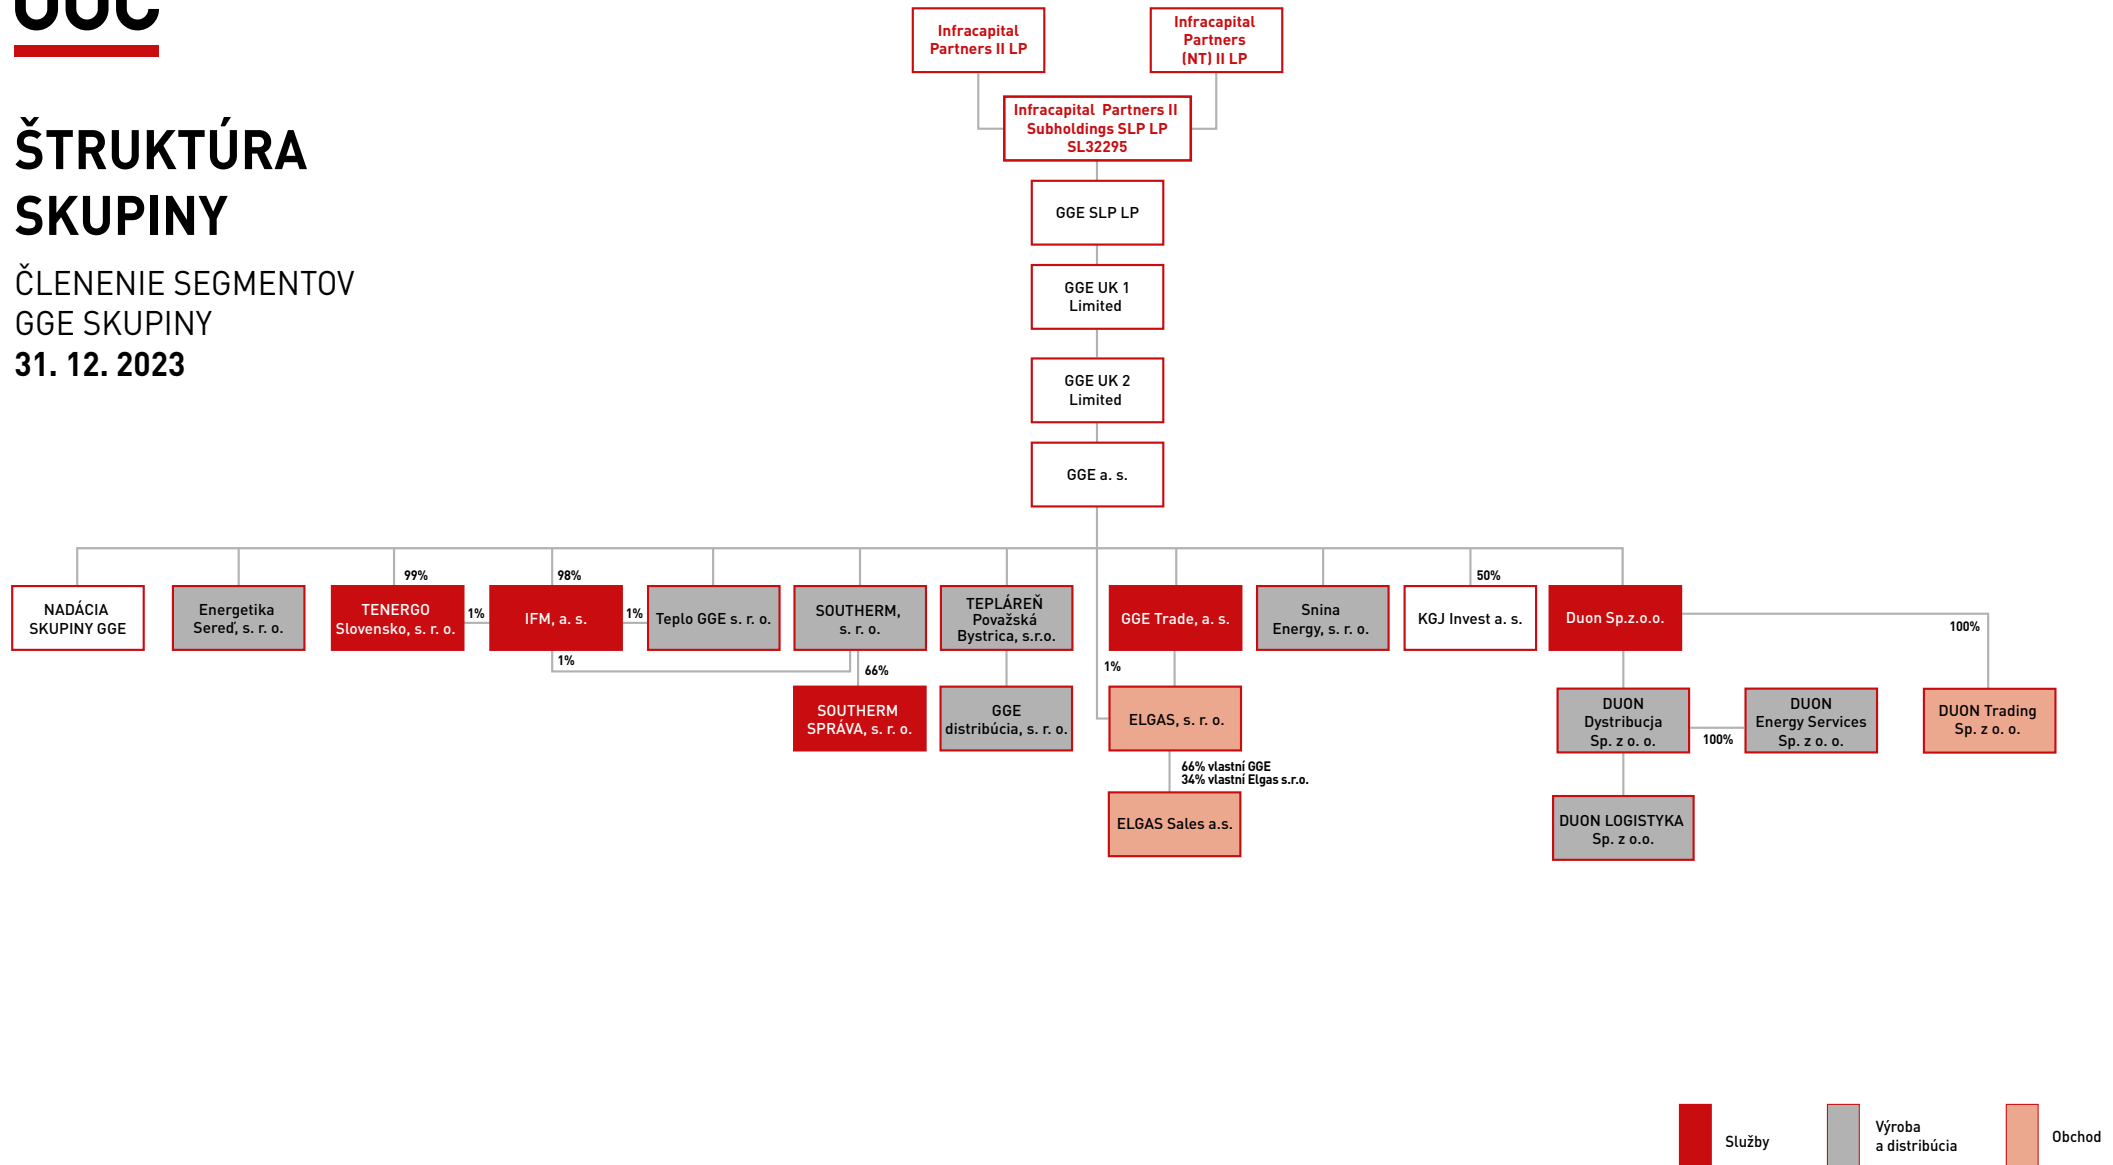 ŠTRUKTÚRA
SKUPINY
ČLENENIE SEGMENTOV
GGE SKUPINY
31. 12. 2023
Infracapital
Partners II LP
Infracapital
Partners
(NT) II LP
Infracapital Partners II
Subholdings SLP LP
SL32295
GGE SLP LP
GGE UK 1
Limited
GGE UK 2
Limited
GGE a. s.
99%
98%
50%
NADÁCIA
SKUPINY GGE
Energetika
Sereď, s. r. o.
TENERGO
Slovensko, s. r. o.
1%
IFM, a. s.
1%
Teplo GGE s. r. o.
SOUTHERM,
s. r. o.
TEPLÁREŇ
Považská
Bystrica, s.r.o.
GGE Trade, a. s.
Snina
Energy, s. r. o.
KGJ Invest a. s.
Duon Sp.z.o.o.
100%
1%
66%
1%
SOUTHERM
SPRÁVA, s. r. o.
GGE
distribúcia, s. r. o.
ELGAS, s. r. o.
DUON
Dystribucja
Sp. z o. o.
100%
DUON
Energy Services
Sp. z o. o.
DUON Trading
Sp. z o. o.
66% vlastní GGE
34% vlastní Elgas s.r.o.
ELGAS Sales a.s.
DUON LOGISTYKA
Sp. z o.o.
Služby
Výroba
a distribúcia
Obchod